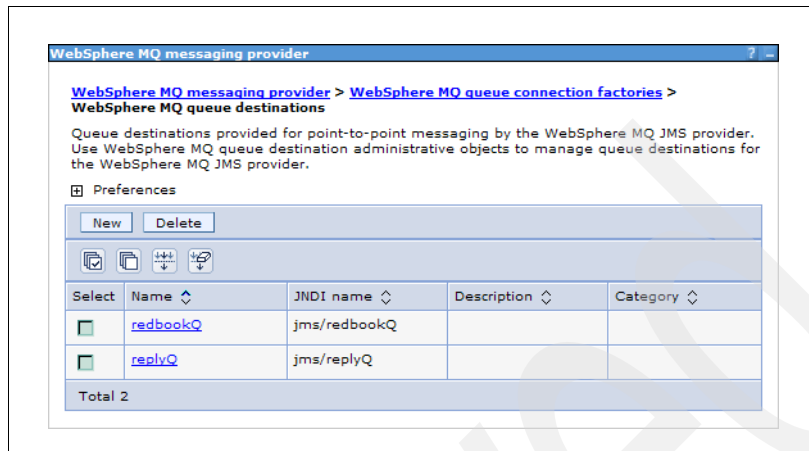 WebSphere MQ messaging provider ? –
WebSphere MQ messaging provider > WebSphere MQ queue connection factories >
WebSphere MQ queue destinations
Queue destinations provided for point-to-point messaging by the WebSphere MQ JMS provider.
Use WebSphere MQ queue destination administrative objects to manage queue destinations for
the WebSphere MQ JMS provider.
Preferences
New Delete
Select Name JNDI name Description Category
redbookQ jms/redbookQ
replyQ jms/replyQ
Total 2